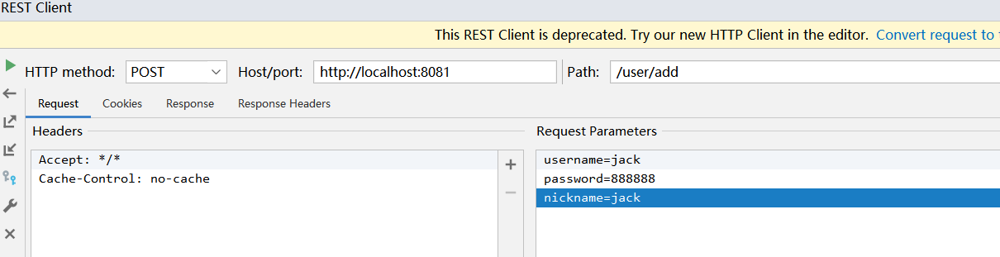 REST Client
This REST Client is deprecated. Try our new HTTP Client in the editor. Convert request to
HTTP method: POST Host/port: http://localhost:8081 Path: /user/add
Request Cookies Response Response Headers
Headers Request Parameters
Accept: */* username=jack
Cache-Control: no-cache password=888888
nickname=jack